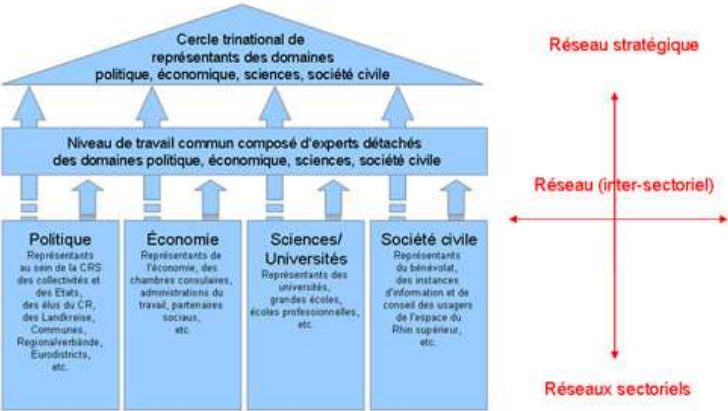 Cercle trinational de
représentants des domaines
politique, économique, sciences, société civile
Réseau stratégique
Niveau de travail commun composé d'experts détachés
des domaines politique, économique, sciences, société civile
Réseau (inter-sectoriel)
Politique
Représentants
au sein de la CRS
des collectivités et
des Etats,
des élus du CR,
des Landkreise,
Communes,
Regionalverbände,
Eurodistricts,
etc.
Économie
Représentants de
l'économie, des
chambres consulaires,
administrations du
travail, partenaires
sociaux,
etc.
Sciences/
Universités
Représentants des
universités,
grandes écoles,
écoles professionnelles,
etc.
Société civile
Représentants
du bénévolat,
des instances
d'information et de
conseil des usagers
de l'espace du
Rhin supérieur,
etc.
Réseaux sectoriels